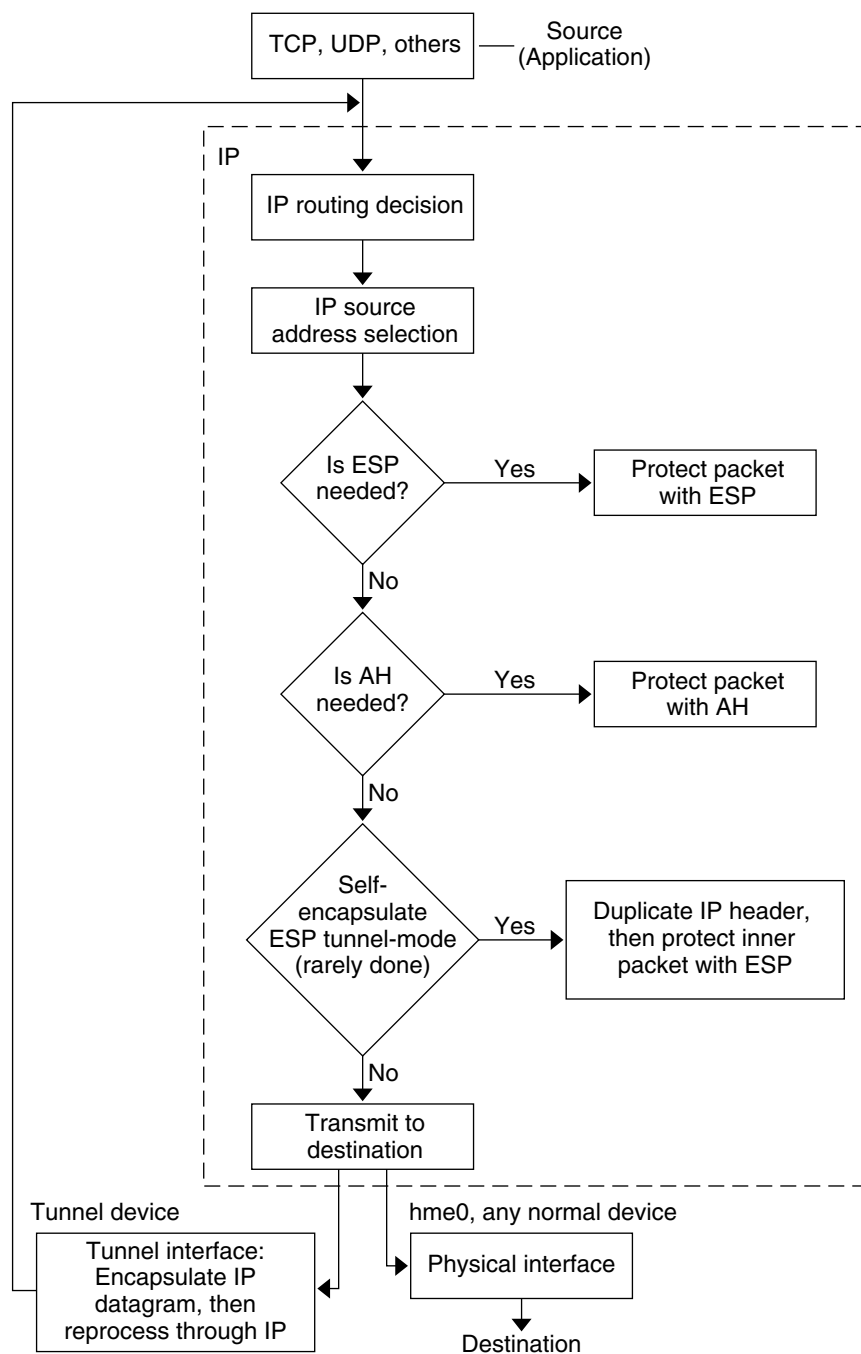 TCP, UDP, others
Source
(Application)
IP
IP routing decision
IP source
address selection
Is ESP
needed?
Yes
Protect packet
with ESP
No
Is AH
needed?
Yes
Protect packet
with AH
No
Self-
encapsulate
ESP tunnel-mode
(rarely done)
Yes
Duplicate IP header,
then protect inner
packet with ESP
No
Transmit to
destination
Tunnel device
Tunnel interface:
Encapsulate IP
datagram, then
reprocess through IP
hme0, any normal device
Physical interface
Destination